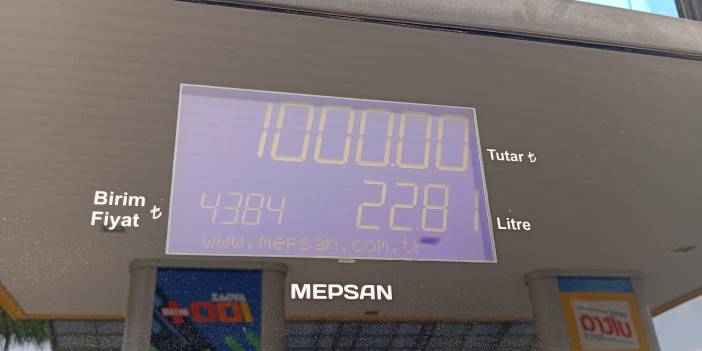 1000.00
Tutar ₺
Birim
Fiyat ₺
43.84
22.81
Litre
www.mepsan.com.tr
MEPSAN